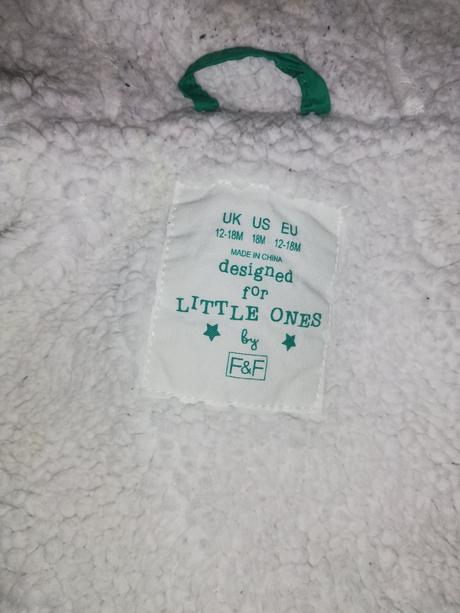 UK US EU
12-18M 18M 12-18M
MADE IN CHINA
designed
for
LITTLE ONES
by
F&F